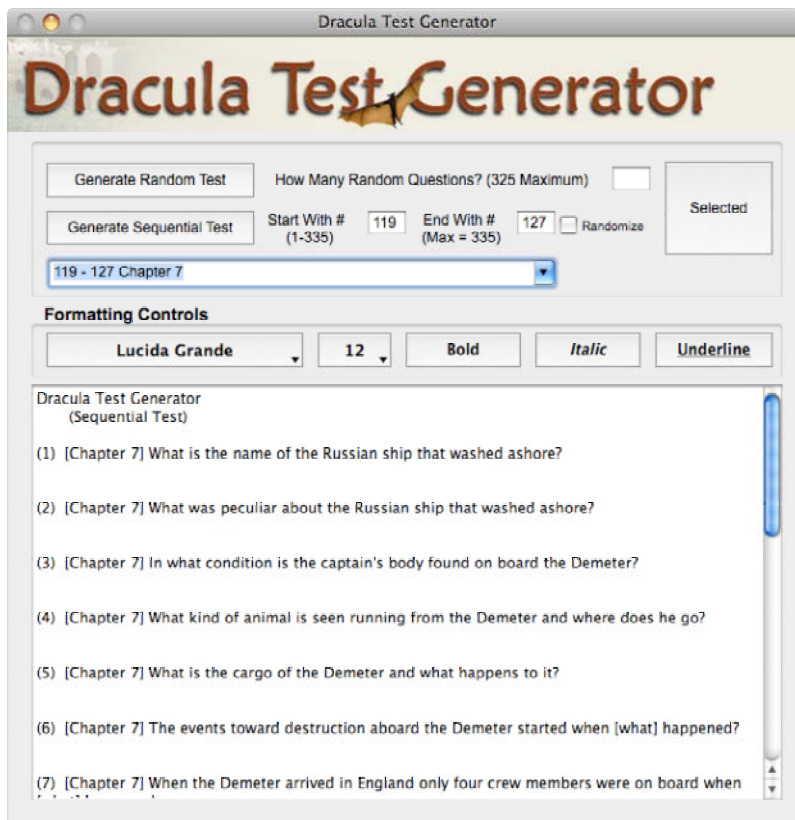 Dracula Test Generator
Dracula Test Generator
Generate Random Test
How Many Random Questions? (325 Maximum)
Selected
Generate Sequential Test
Start With #
(1-335)
119
End With #
(Max = 335)
127
Randomize
119 - 127 Chapter 7
Formatting Controls
Lucida Grande
12
Bold
Italic
Underline
Dracula Test Generator
(Sequential Test)
(1) [Chapter 7] What is the name of the Russian ship that washed ashore?
(2) [Chapter 7] What was peculiar about the Russian ship that washed ashore?
(3) [Chapter 7] In what condition is the captain's body found on board the Demeter?
(4) [Chapter 7] What kind of animal is seen running from the Demeter and where does he go?
(5) [Chapter 7] What is the cargo of the Demeter and what happens to it?
(6) [Chapter 7] The events toward destruction aboard the Demeter started when [what] happened?
(7) [Chapter 7] When the Demeter arrived in England only four crew members were on board when